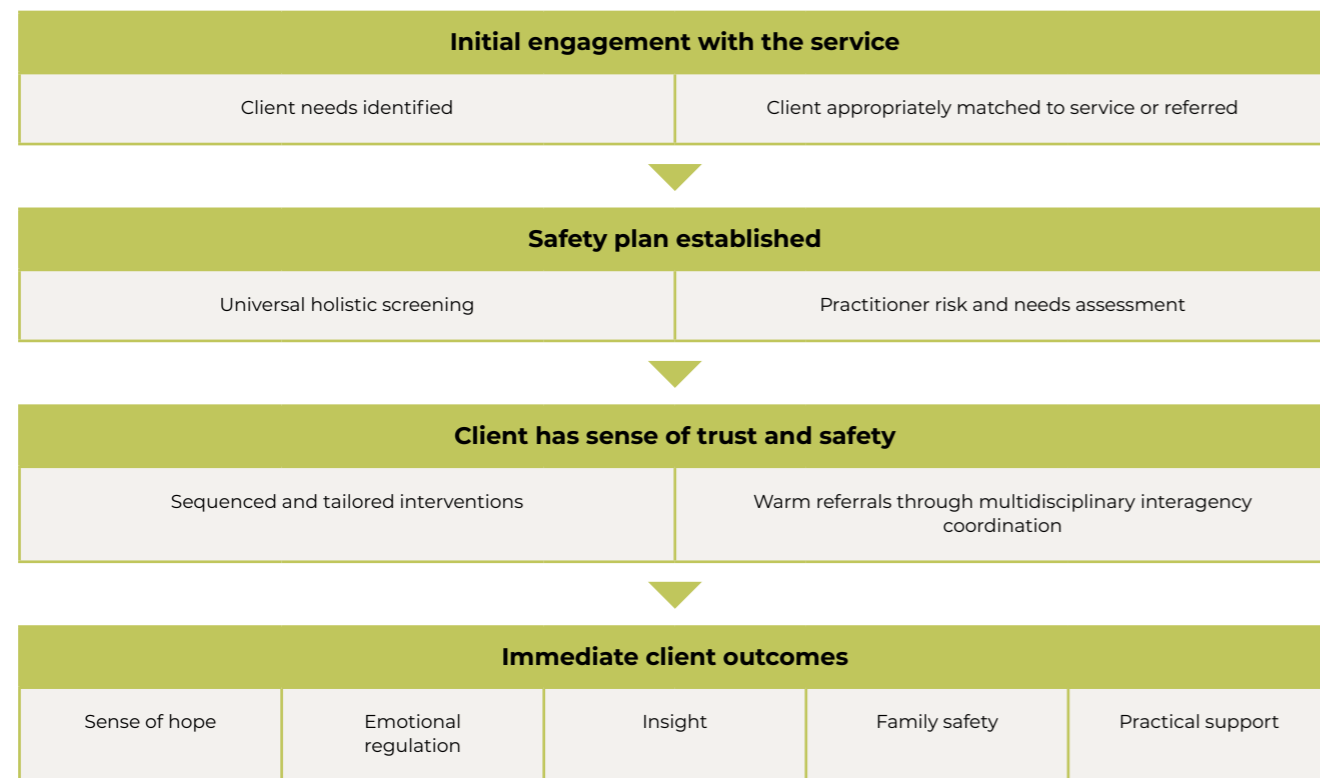 Initial engagement with the service
Client needs identified
Client appropriately matched to service or referred
Safety plan established
Universal holistic screening
Practitioner risk and needs assessment
Client has sense of trust and safety
Sequenced and tailored interventions
Warm referrals through multidisciplinary interagency
coordination
Immediate client outcomes
Sense of hope
Emotional
regulation
Insight
Family safety
Practical support